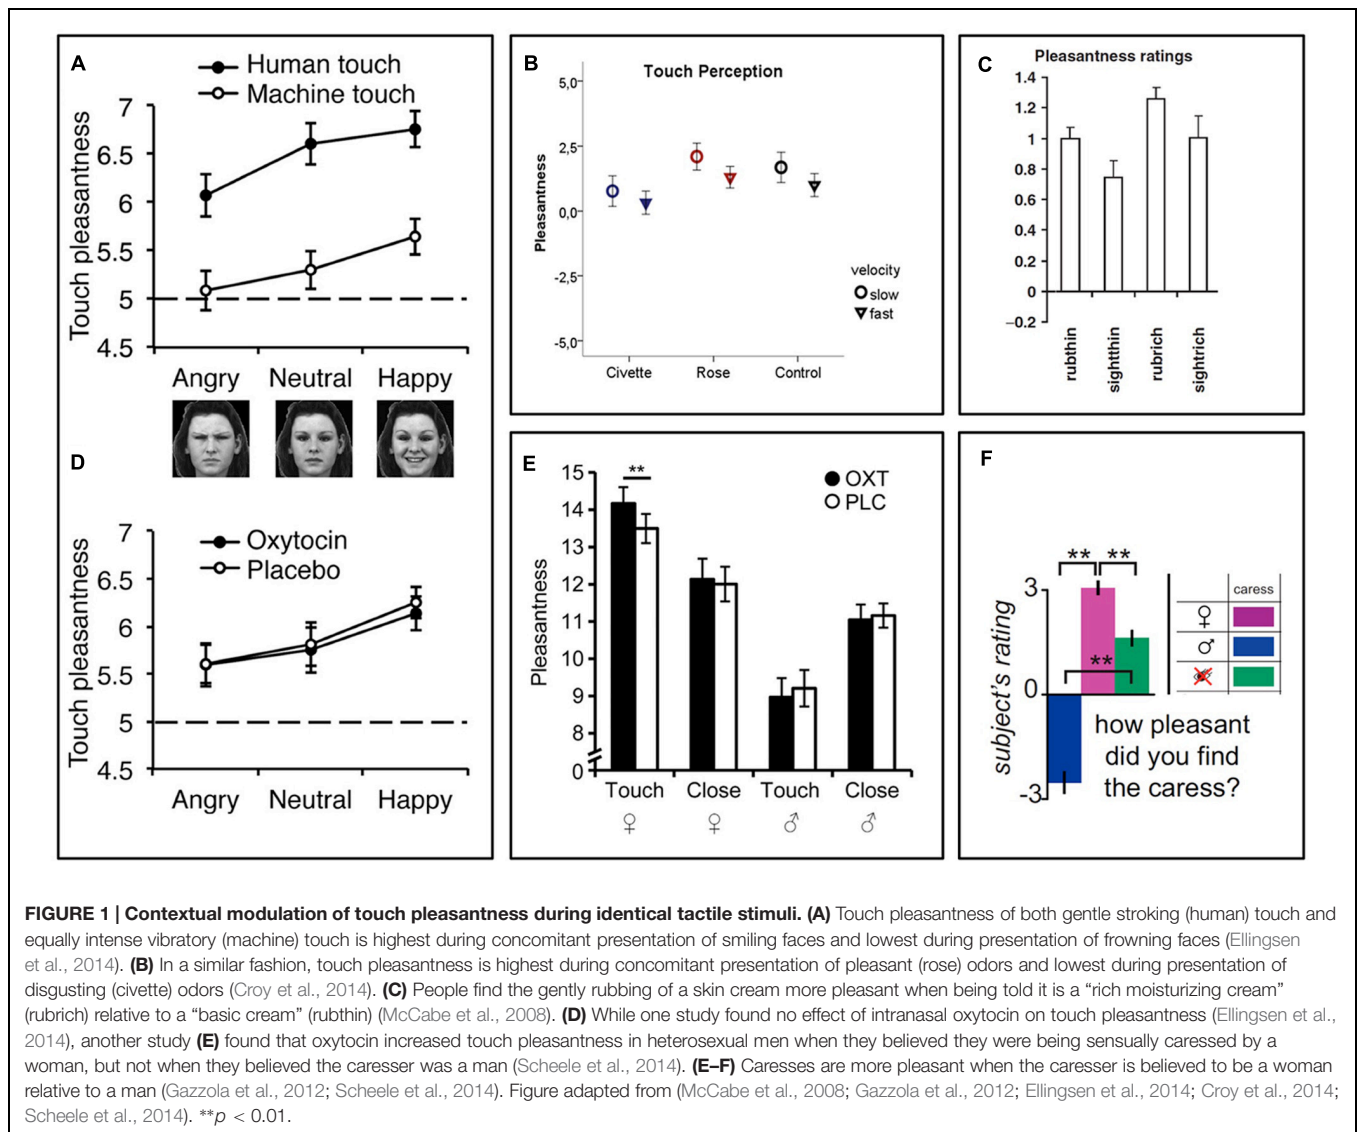 A
Human touch
Machine touch
Touch pleasantness
7
6.5
6
5.5
5
4.5
Angry Neutral Happy
B
Touch Perception
Pleasantness
5,0
2,5
0,0
-2,5
-5,0
velocity
slow
fast
Civette Rose Control
C
Pleasantness ratings
1.4
1.2
1
0.8
0.6
0.4
0.2
0
−0.2
rubthin
sightthin
rubrich
sightrich
D
Oxytocin
Placebo
Touch pleasantness
7
6.5
6
5.5
5
4.5
Angry Neutral Happy
E
OXT
PLC
**
Pleasantness
15
14
13
12
11
10
9
8
0
Touch Close Touch Close
♀ ♀ ♂ ♂
F
** **
**
subject's rating
3
0
-3
caress
♀
♂
how pleasant
did you find
the caress?
FIGURE 1 | Contextual modulation of touch pleasantness during identical tactile stimuli. (A) Touch pleasantness of both gentle stroking (human) touch and
equally intense vibratory (machine) touch is highest during concomitant presentation of smiling faces and lowest during presentation of frowning faces (Ellingsen
et al., 2014). (B) In a similar fashion, touch pleasantness is highest during concomitant presentation of pleasant (rose) odors and lowest during presentation of
disgusting (civette) odors (Croy et al., 2014). (C) People find the gently rubbing of a skin cream more pleasant when being told it is a “rich moisturizing cream”
(rubrich) relative to a “basic cream” (rubthin) (McCabe et al., 2008). (D) While one study found no effect of intranasal oxytocin on touch pleasantness (Ellingsen et al.,
2014), another study (E) found that oxytocin increased touch pleasantness in heterosexual men when they believed they were being sensually caressed by a
woman, but not when they believed the caresser was a man (Scheele et al., 2014). (E–F) Caresses are more pleasant when the caresser is believed to be a woman
relative to a man (Gazzola et al., 2012; Scheele et al., 2014). Figure adapted from (McCabe et al., 2008; Gazzola et al., 2012; Ellingsen et al., 2014; Croy et al., 2014;
Scheele et al., 2014). **p < 0.01.